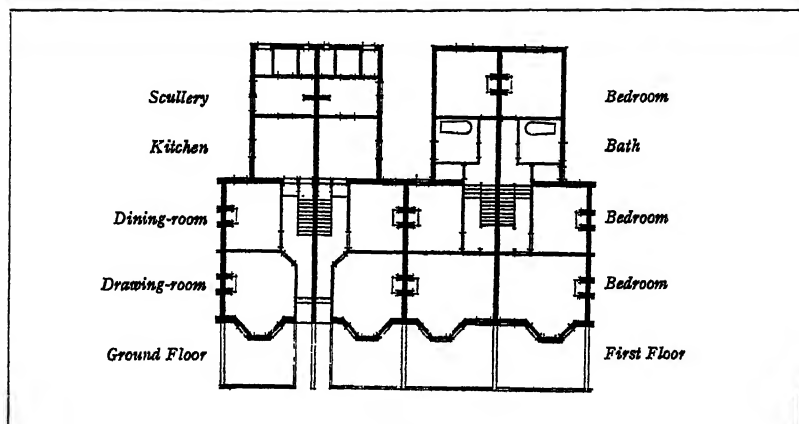 Scullery
Kitchen
Dining-room
Drawing-room
Ground Floor
Bedroom
Bath
Bedroom
Bedroom
First Floor